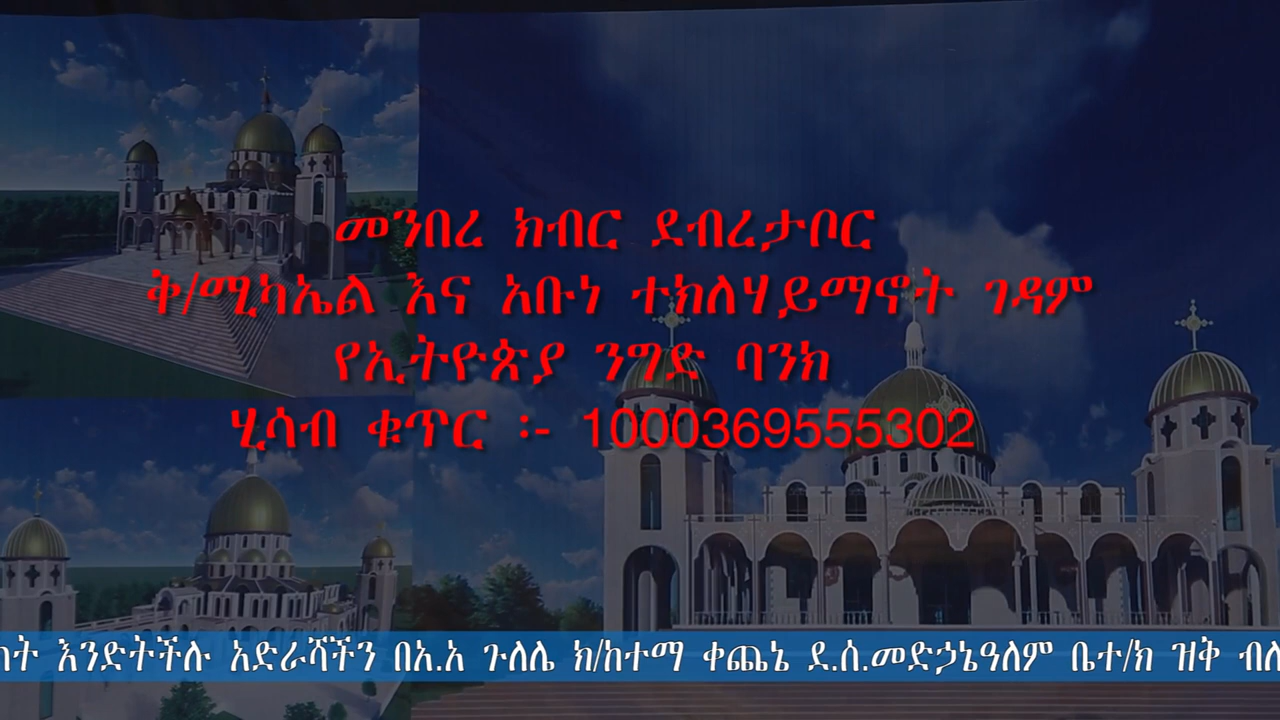 መንበረ ክብር ደብረታቦር
ቅ/ሚካኤል እና አቡነ ተክለሃይማኖት ገዳም
የኢትዮጵያ ንግድ ባንክ
ሂሳብ ቁጥር ፡- 1000369555302
እንድትችሉ አድራሻችን በአ.አ ጉለሌ ክ/ከተማ ቀጨኔ ደ.ሰ.መድኃኔዓለም ቤተ/ክ ዝቅ